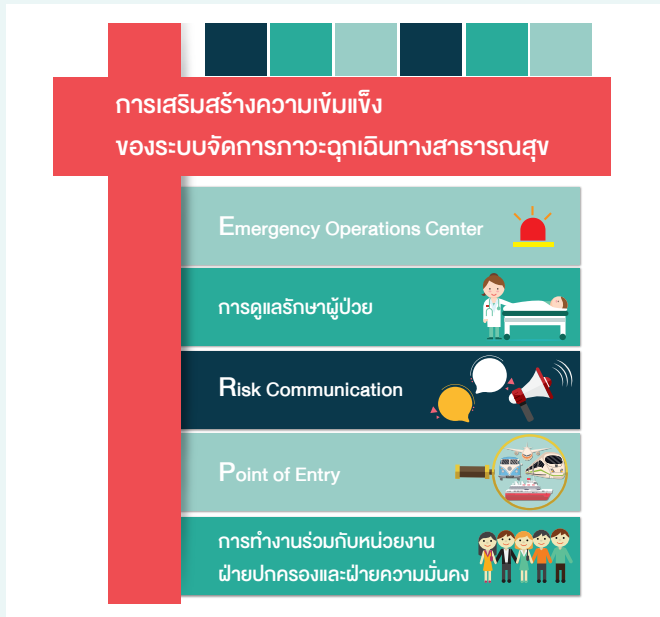 การเสริมสร้างความเข้มแข็ง
ของระบบจัดการภาวะฉุกเฉินทางสาธารณสุข
Emergency Operations Center
การดูแลรักษาผู้ป่วย
Risk Communication
Point of Entry
การทำงานร่วมกับหน่วยงาน
ฝ่ายปกครองและฝ่ายความมั่นคง